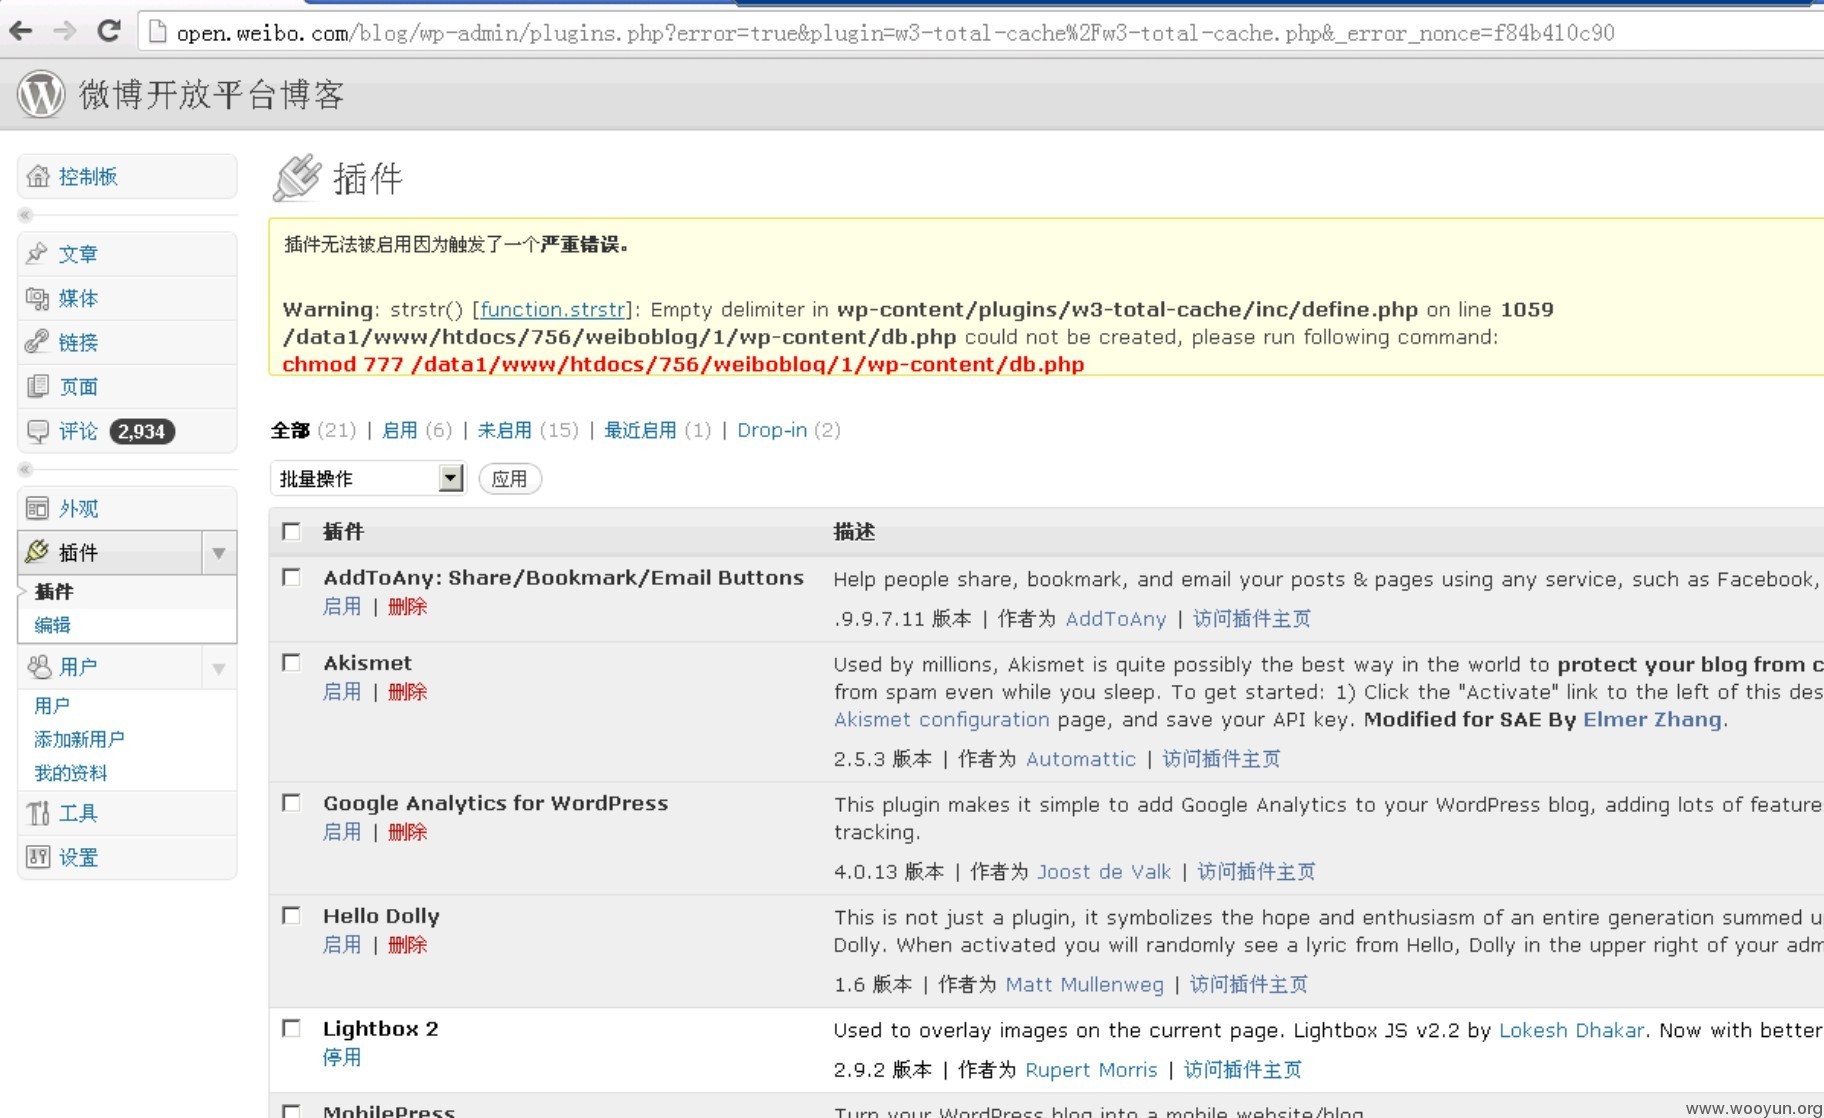 open.weibo.com/blog/wp-admin/plugins.php?error=true&plugin=w3-total-cache%2Fw3-total-cache.php&_error_nonce=f84b410c90
微博开放平台博客
控制板
文章
媒体
链接
页面
评论 2,934
外观
插件
插件
编辑
用户
用户
添加新用户
我的资料
工具
设置
插件
插件无法被启用因为触发了一个严重错误。
Warning: strstr() [function.strstr]: Empty delimiter in wp-content/plugins/w3-total-cache/inc/define.php on line 1059
/data1/www/htdocs/756/weiboblog/1/wp-content/db.php could not be created, please run following command:
chmod 777 /data1/www/htdocs/756/weiboblog/1/wp-content/db.php
全部 (21) | 启用 (6) | 未启用 (15) | 最近启用 (1) | Drop-in (2)
批量操作 应用
插件 描述
AddToAny: Share/Bookmark/Email Buttons
启用 | 删除
Help people share, bookmark, and email your posts & pages using any service, such as Facebook,
.9.9.7.11 版本 | 作者为 AddToAny | 访问插件主页
Akismet
启用 | 删除
Used by millions, Akismet is quite possibly the best way in the world to protect your blog from c
from spam even while you sleep. To get started: 1) Click the "Activate" link to the left of this des
Akismet configuration page, and save your API key. Modified for SAE By Elmer Zhang.
2.5.3 版本 | 作者为 Automattic | 访问插件主页
Google Analytics for WordPress
启用 | 删除
This plugin makes it simple to add Google Analytics to your WordPress blog, adding lots of feature
tracking.
4.0.13 版本 | 作者为 Joost de Valk | 访问插件主页
Hello Dolly
启用 | 删除
This is not just a plugin, it symbolizes the hope and enthusiasm of an entire generation summed u
Dolly. When activated you will randomly see a lyric from Hello, Dolly in the upper right of your adm
1.6 版本 | 作者为 Matt Mullenweg | 访问插件主页
Lightbox 2
停用
Used to overlay images on the current page. Lightbox JS v2.2 by Lokesh Dhakar. Now with better
2.9.2 版本 | 作者为 Rupert Morris | 访问插件主页
MobilePress
Turn your WordPress blog into a mobile website/blog
www.wooyun.org